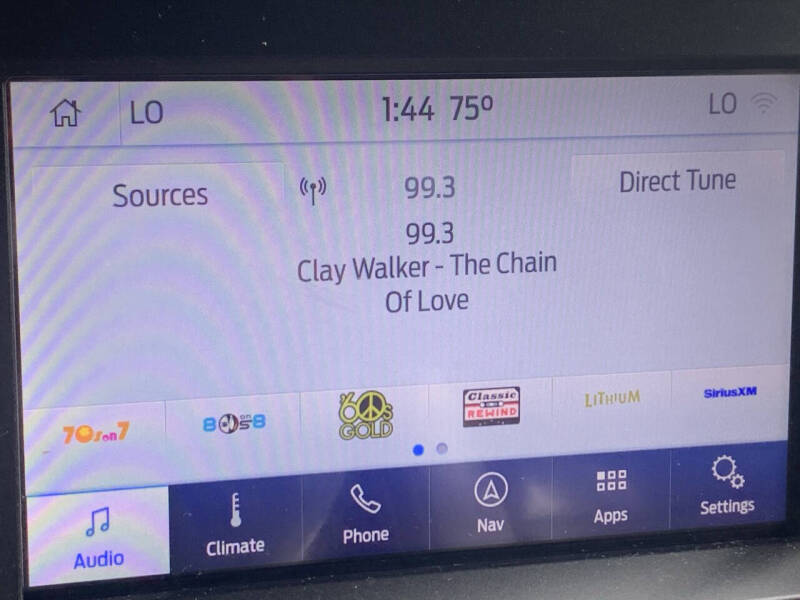 LO 1:44 75º LO
Sources 99.3 Direct Tune
99.3
Clay Walker - The Chain
Of Love
70s on 7
80s on 8
'60s GOLD
Classic
REWIND
LiTHiUM
SiriusXM
Audio Climate Phone Nav Apps Settings